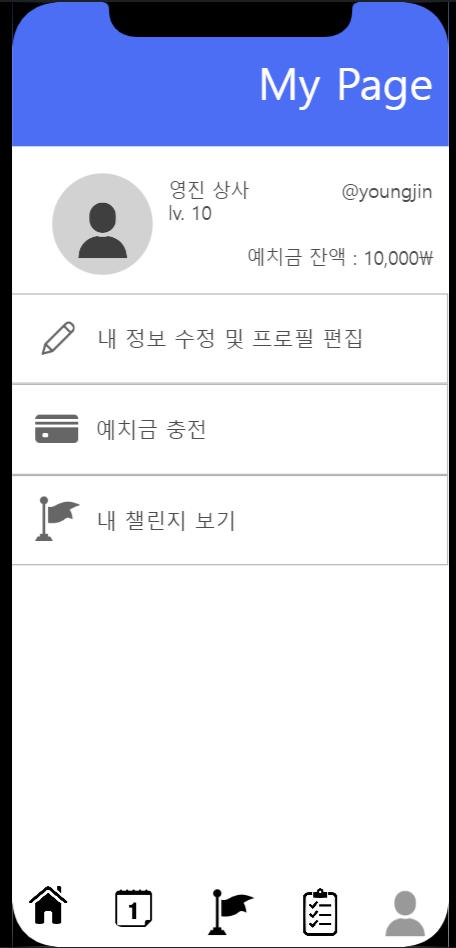 My Page
영진 상사 @youngjin
lv. 10
예치금 잔액 : 10,000₩
내 정보 수정 및 프로필 편집
예치금 충전
내 챌린지 보기
1